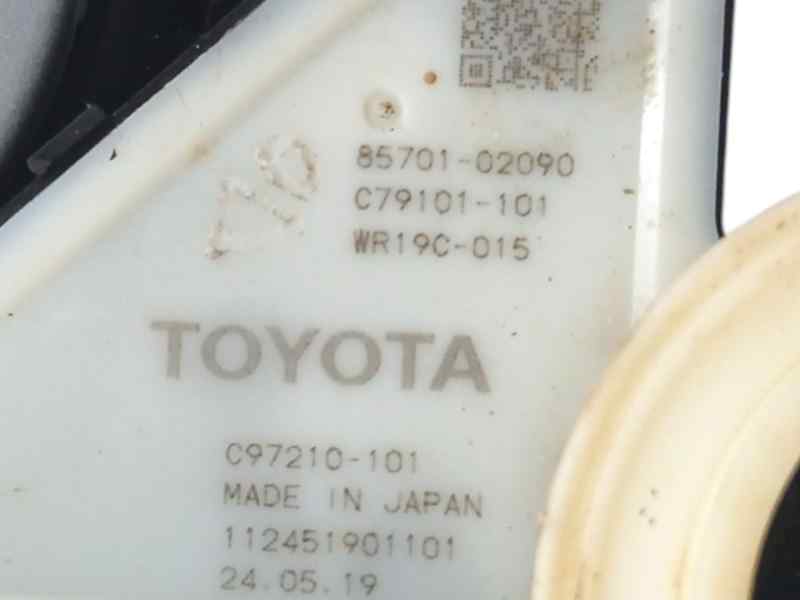 85701-02090
C79101-101
WR19C-015
TOYOTA
C97210-101
MADE IN JAPAN
112451901101
24.05.19